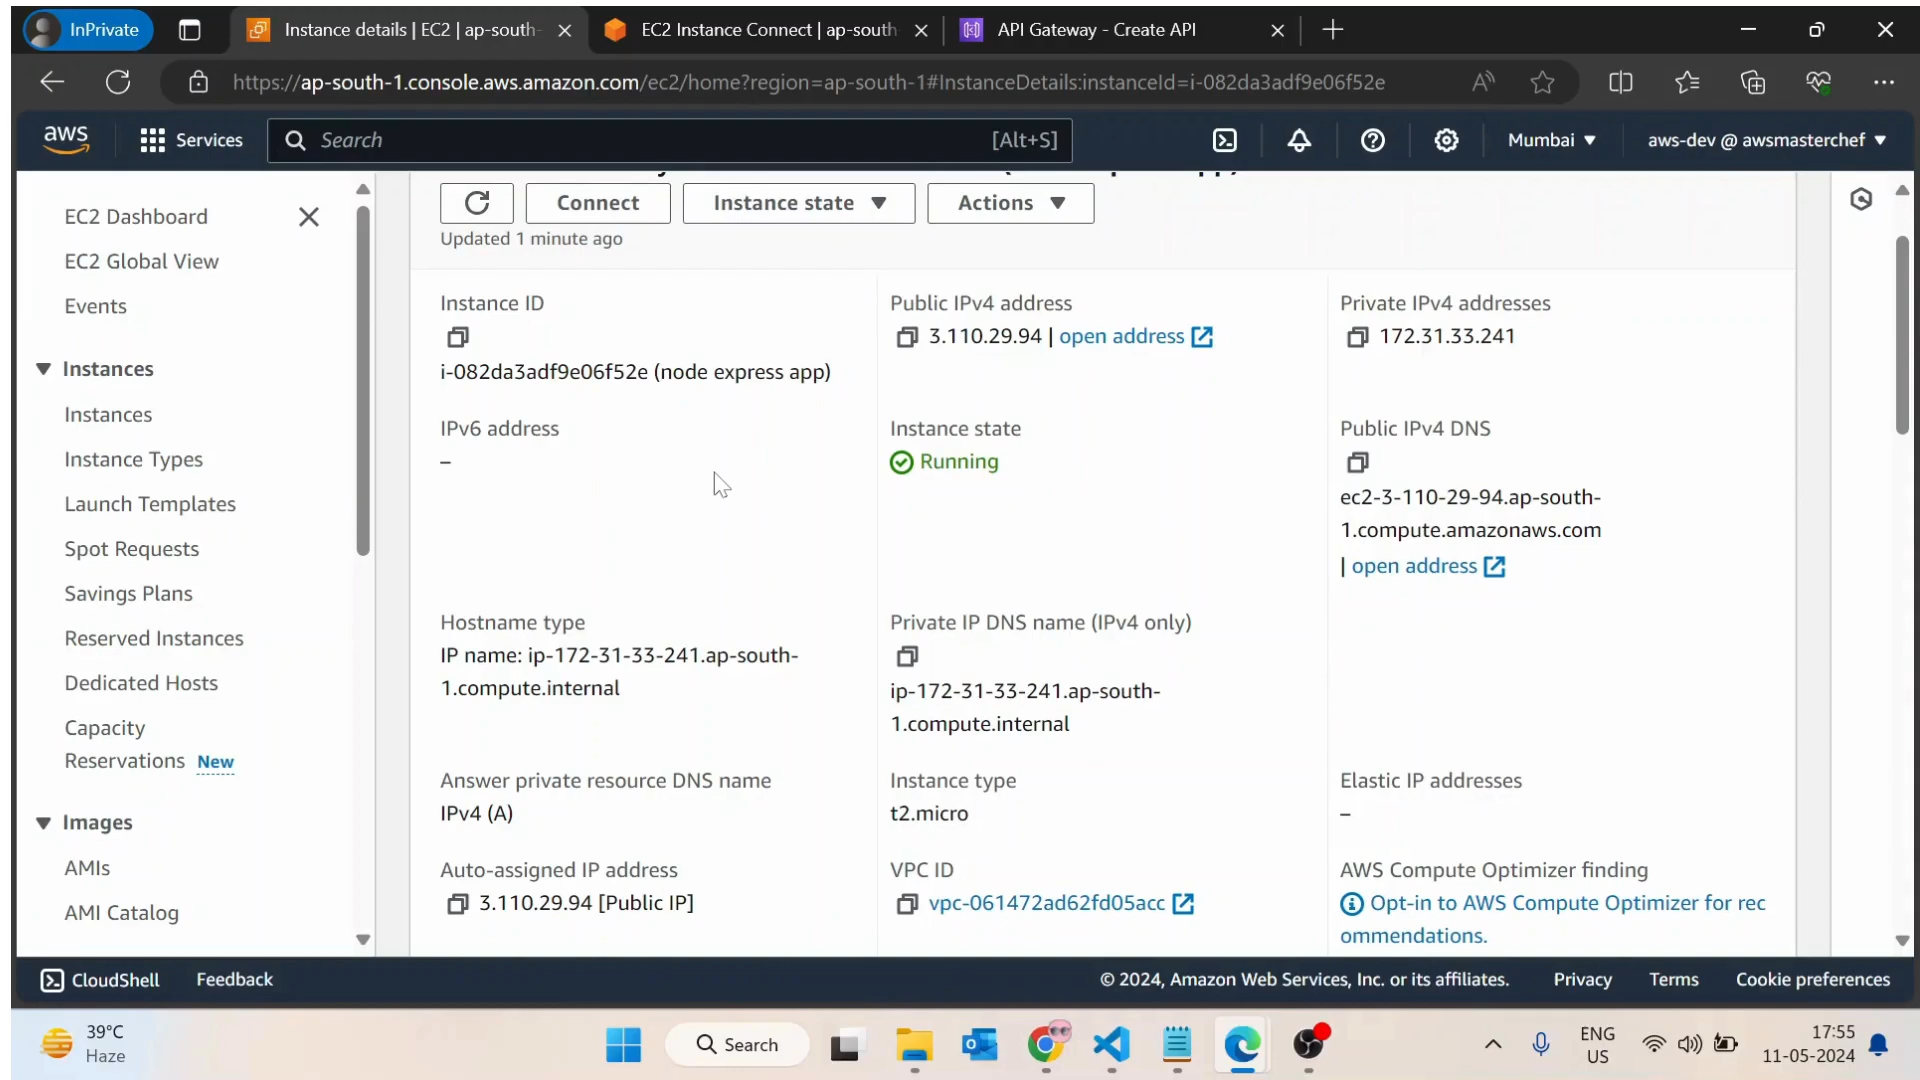 InPrivate
Instance details | EC2 | ap-south-
EC2 Instance Connect | ap-south
API Gateway - Create API
https://ap-south-1.console.aws.amazon.com/ec2/home?region=ap-south-1#InstanceDetails:instanceId=i-082da3adf9e06f52e
aws
Services
Search
[Alt+S]
Mumbai
aws-dev @ awsmasterchef
EC2 Dashboard
EC2 Global View
Events
Instances
Instances
Instance Types
Launch Templates
Spot Requests
Savings Plans
Reserved Instances
Dedicated Hosts
Capacity
Reservations New
Images
AMIs
AMI Catalog
Connect
Instance state
Actions
Updated 1 minute ago
Instance ID
i-082da3adf9e06f52e (node express app)
Public IPv4 address
3.110.29.94 | open address
Private IPv4 addresses
172.31.33.241
IPv6 address
–
Instance state
Running
Public IPv4 DNS
ec2-3-110-29-94.ap-south-
1.compute.amazonaws.com
| open address
Hostname type
IP name: ip-172-31-33-241.ap-south-
1.compute.internal
Private IP DNS name (IPv4 only)
ip-172-31-33-241.ap-south-
1.compute.internal
Answer private resource DNS name
IPv4 (A)
Instance type
t2.micro
Elastic IP addresses
–
Auto-assigned IP address
3.110.29.94 [Public IP]
VPC ID
vpc-061472ad62fd05acc
AWS Compute Optimizer finding
Opt-in to AWS Compute Optimizer for rec
ommendations.
CloudShell
Feedback
© 2024, Amazon Web Services, Inc. or its affiliates.
Privacy
Terms
Cookie preferences
39°C
Haze
Search
ENG
US
17:55
11-05-2024